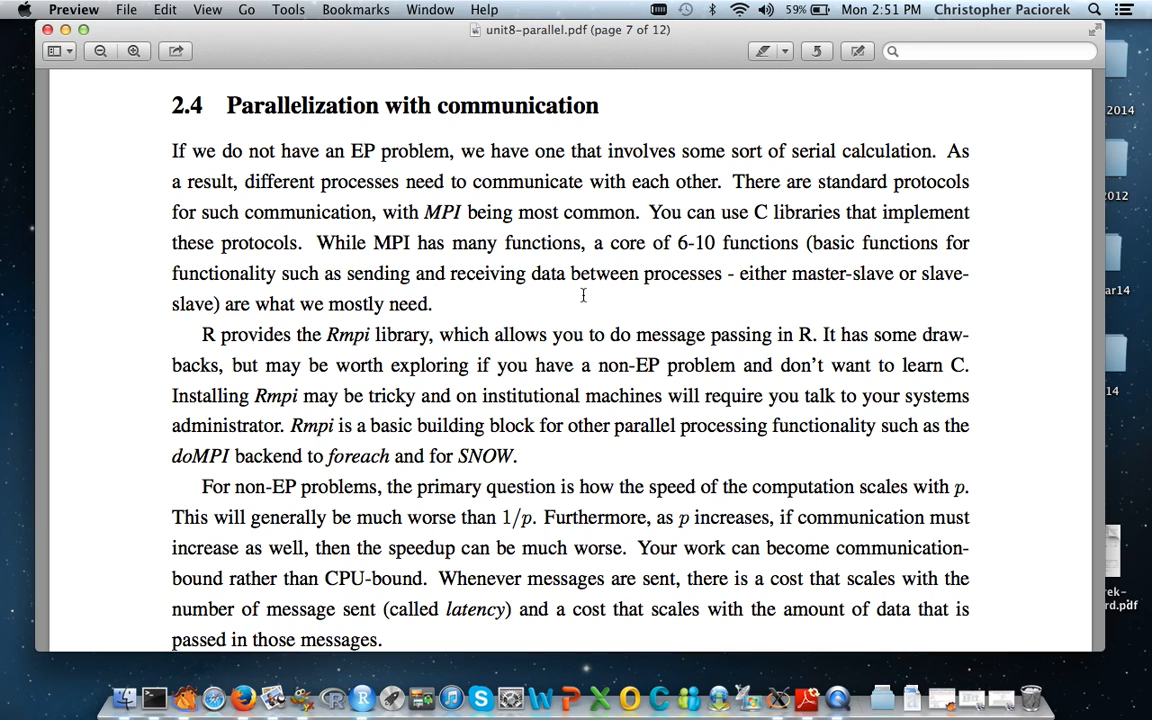 Preview File Edit View Go Tools Bookmarks Window Help 59% Mon 2:51 PM Christopher Paciorek
unit8-parallel.pdf (page 7 of 12)
2.4 Parallelization with communication
If we do not have an EP problem, we have one that involves some sort of serial calculation. As
a result, different processes need to communicate with each other. There are standard protocols
for such communication, with MPI being most common. You can use C libraries that implement
these protocols. While MPI has many functions, a core of 6-10 functions (basic functions for
functionality such as sending and receiving data between processes - either master-slave or slave-
slave) are what we mostly need.
R provides the Rmpi library, which allows you to do message passing in R. It has some draw-
backs, but may be worth exploring if you have a non-EP problem and don't want to learn C.
Installing Rmpi may be tricky and on institutional machines will require you talk to your systems
administrator. Rmpi is a basic building block for other parallel processing functionality such as the
doMPI backend to foreach and for SNOW.
For non-EP problems, the primary question is how the speed of the computation scales with p.
This will generally be much worse than 1/p. Furthermore, as p increases, if communication must
increase as well, then the speedup can be much worse. Your work can become communication-
bound rather than CPU-bound. Whenever messages are sent, there is a cost that scales with the
number of message sent (called latency) and a cost that scales with the amount of data that is
passed in those messages.
2014
012
ar14
14
rek-
rd.pdf